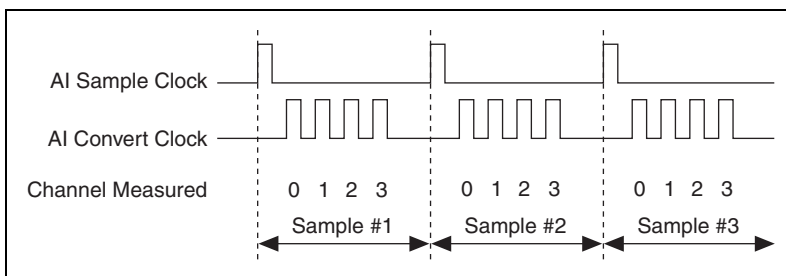 AI Sample Clock
AI Convert Clock
Channel Measured 0 1 2 3 0 1 2 3 0 1 2 3
Sample #1 Sample #2 Sample #3